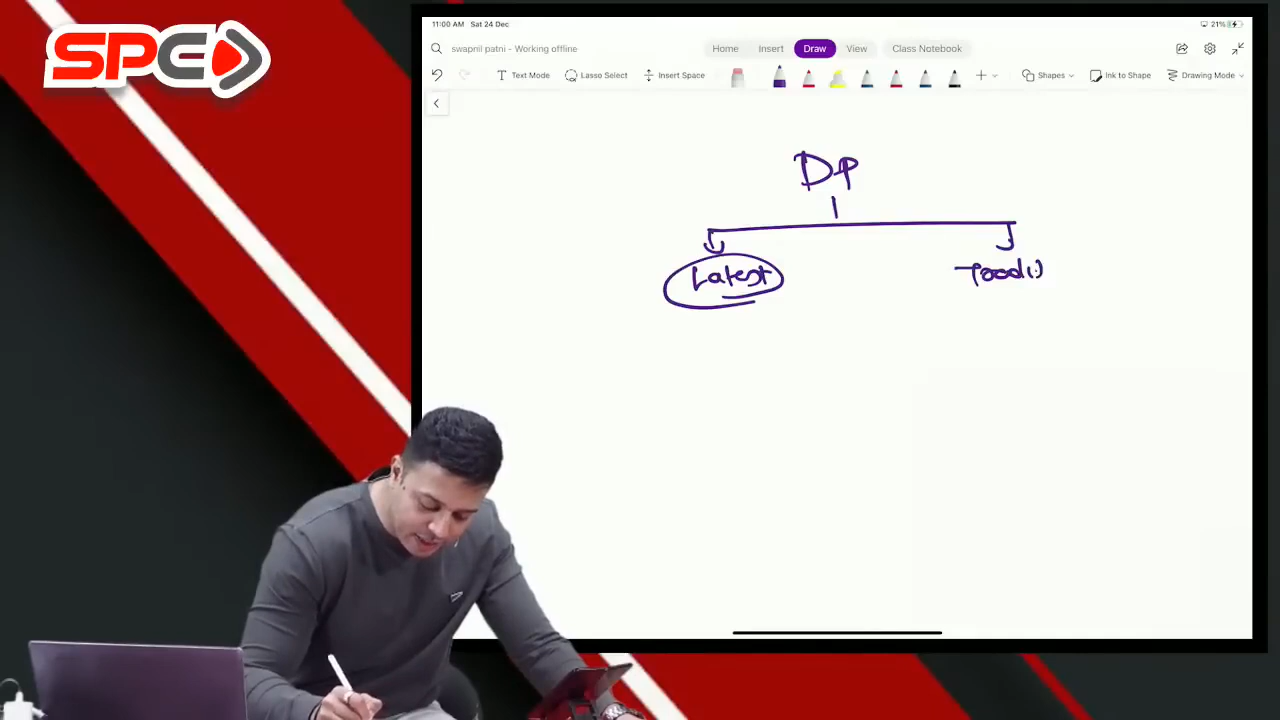 SPC
11:00 AM Sat 24 Dec
21%
swapnil patni - Working offline
Home Insert Draw View Class Notebook
Text Mode Lasso Select Insert Space Shapes Ink to Shape Drawing Mode
DP
Latest